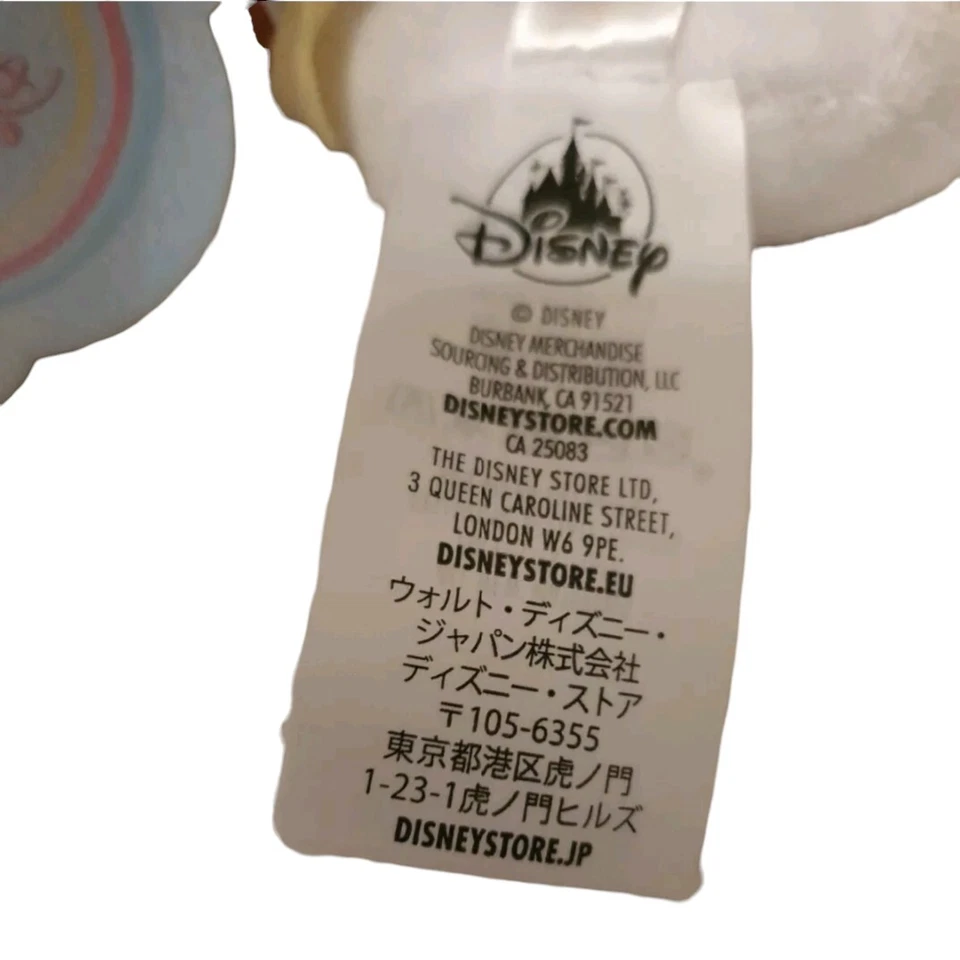 DISNEY
© DISNEY
DISNEY MERCHANDISE
SOURCING & DISTRIBUTION, LLC
BURBANK, CA 91521
DISNEYSTORE.COM
CA 25083
THE DISNEY STORE LTD,
3 QUEEN CAROLINE STREET,
LONDON W6 9PE.
DISNEYSTORE.EU
ウォルト・ディズニー・
ジャパン株式会社
ディズニー・ストア
〒105-6355
東京都港区虎ノ門
1-23-1虎ノ門ヒルズ
DISNEYSTORE.JP